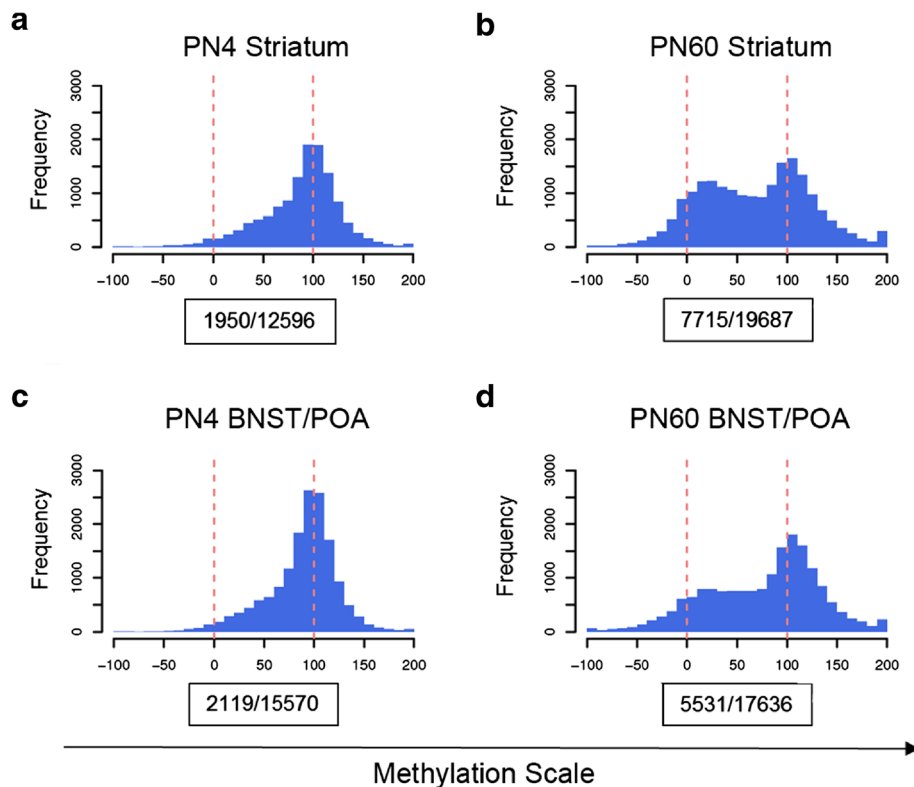 a
PN4 Striatum
Frequency
3000
2000
1000
0
−100 −50 0 50 100 150 200
1950/12596
b
PN60 Striatum
Frequency
3000
2000
1000
0
−100 −50 0 50 100 150 200
7715/19687
c
PN4 BNST/POA
Frequency
3000
2000
1000
0
−100 −50 0 50 100 150 200
2119/15570
d
PN60 BNST/POA
Frequency
3000
2000
1000
0
−100 −50 0 50 100 150 200
5531/17636
Methylation Scale